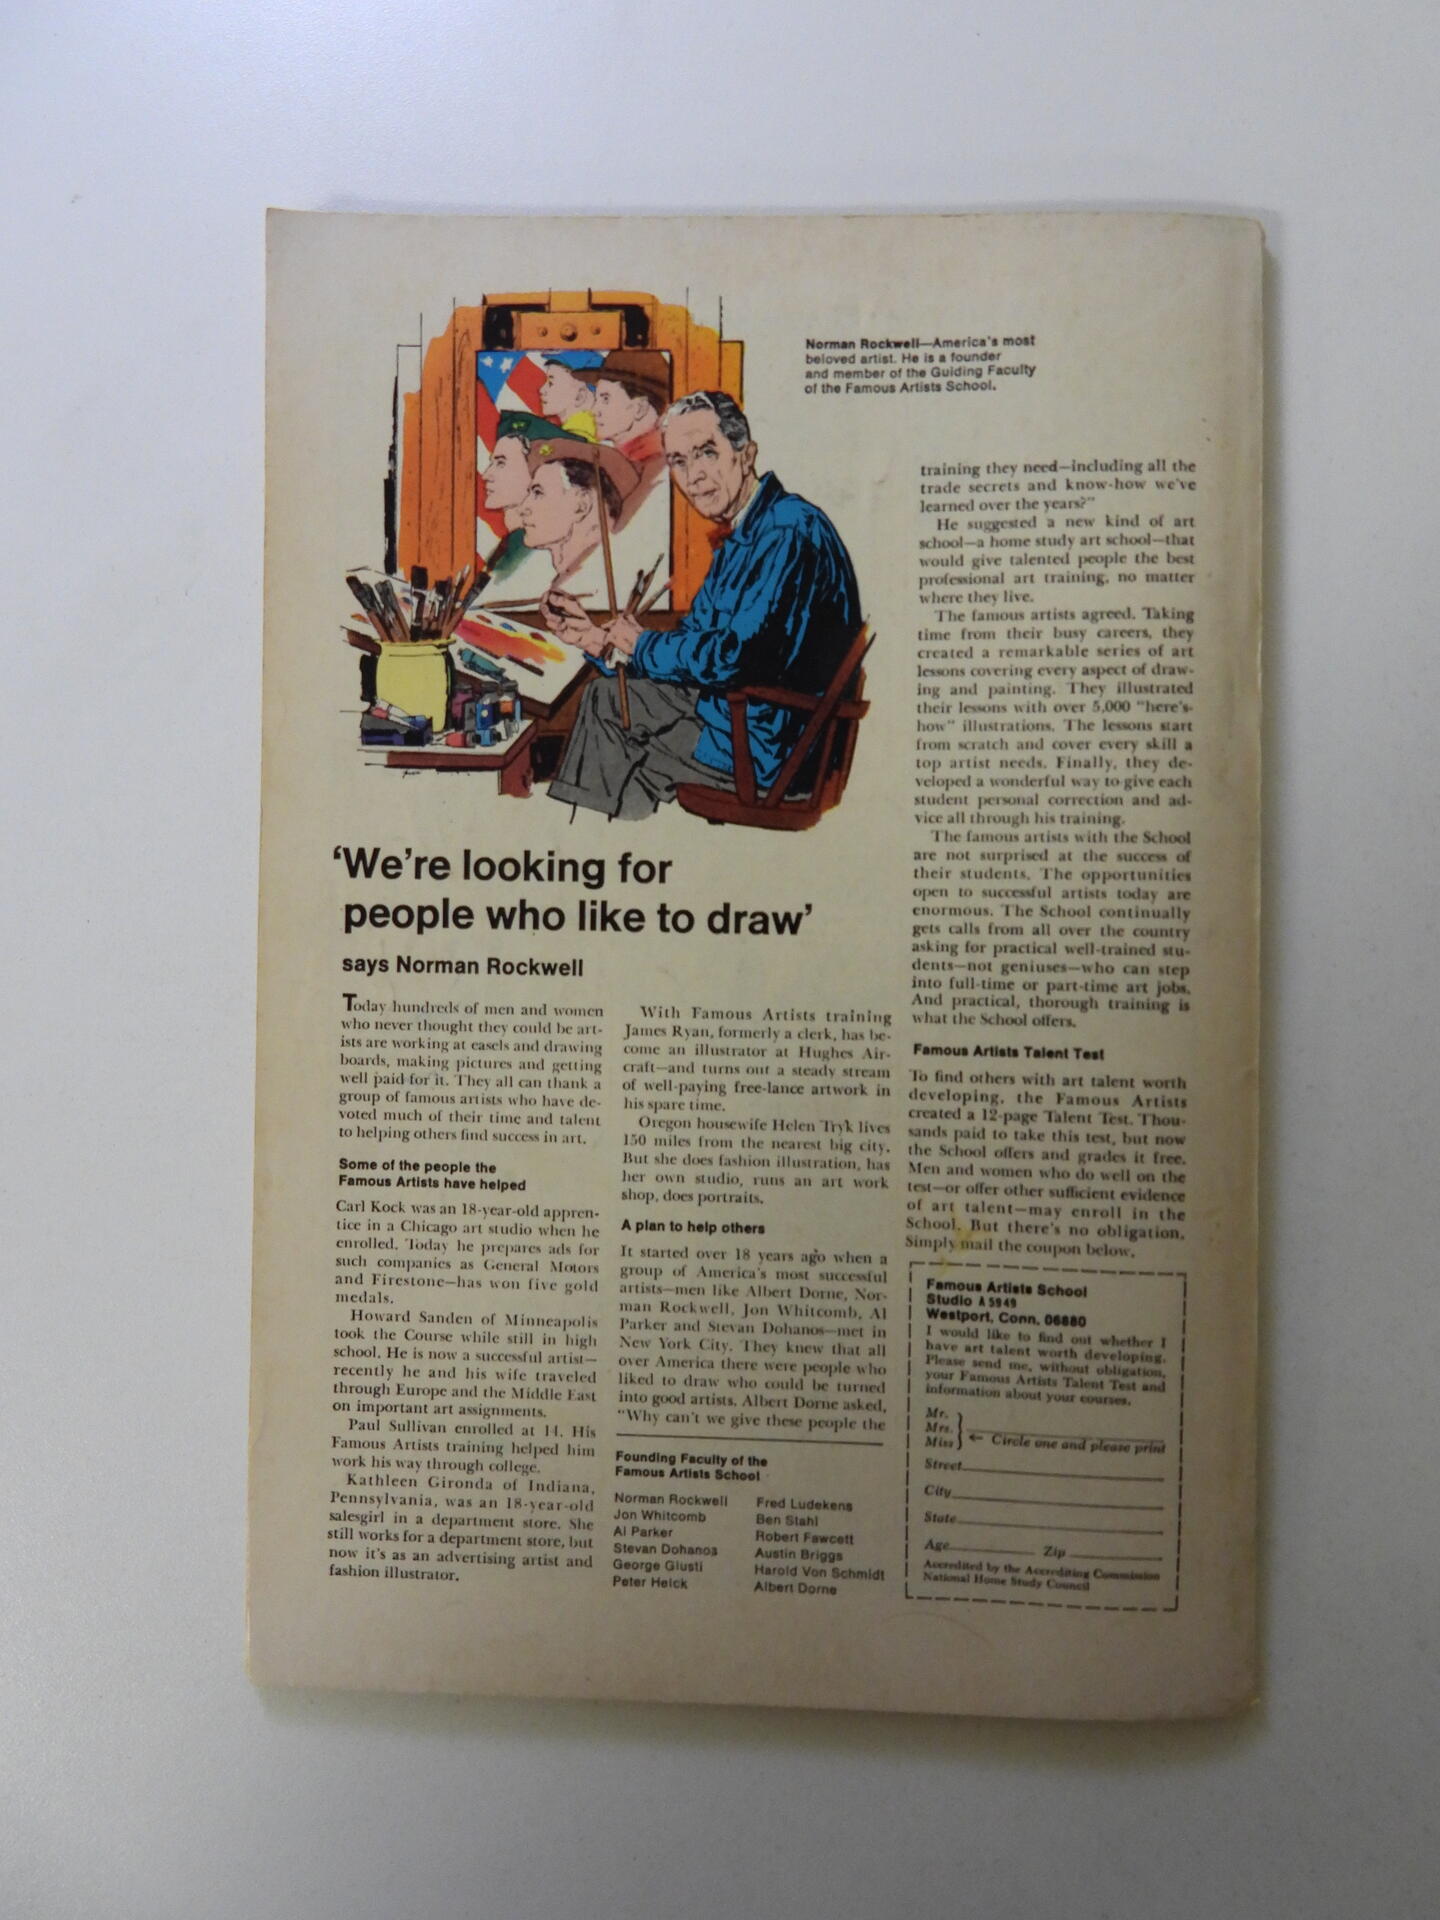 Norman Rockwell—America's most
beloved artist. He is a founder
and member of the Guiding Faculty
of the Famous Artists School.
'We're looking for
people who like to draw'
says Norman Rockwell
Today hundreds of men and women
who never thought they could be art-
ists are working at easels and drawing
boards, making pictures and getting
well paid for it. They all can thank a
group of famous artists who have de-
voted much of their time and talent
to helping others find success in art.
Some of the people the
Famous Artists have helped
Carl Kock was an 18-year-old appren-
tice in a Chicago art studio when he
enrolled. Today he prepares ads for
such companies as General Motors
and Firestone—has won five gold
medals.
Howard Sanden of Minneapolis
took the Course while still in high
school. He is now a successful artist—
recently he and his wife traveled
through Europe and the Middle East
on important art assignments.
Paul Sullivan enrolled at 14. His
Famous Artists training helped him
work his way through college.
Kathleen Gironda of Indiana,
Pennsylvania, was an 18-year-old
salesgirl in a department store. She
still works for a department store, but
now it's as an advertising artist and
fashion illustrator.
With Famous Artists training
James Ryan, formerly a clerk, has be-
come an illustrator at Hughes Air-
craft—and turns out a steady stream
of well-paying free-lance artwork in
his spare time.
Oregon housewife Helen Tryk lives
150 miles from the nearest big city.
But she does fashion illustration, has
her own studio, runs an art work
shop, does portraits.
A plan to help others
It started over 18 years ago when a
group of America's most successful
artists—men like Albert Dorne, Nor-
man Rockwell, Jon Whitcomb, Al
Parker and Stevan Dohanos—met in
New York City. They knew that all
over America there were people who
liked to draw who could be turned
into good artists. Albert Dorne asked,
"Why can't we give these people the
Founding Faculty of the
Famous Artists School
Norman Rockwell
Jon Whitcomb
Al Parker
Stevan Dohanos
George Giusti
Peter Helck
Fred Ludekens
Ben Stahl
Robert Fawcett
Austin Briggs
Harold Von Schmidt
Albert Dorne
training they need—including all the
trade secrets and know-how we've
learned over the years?"
He suggested a new kind of art
school—a home study art school—that
would give talented people the best
professional art training, no matter
where they live.
The famous artists agreed. Taking
time from their busy careers, they
created a remarkable series of art
lessons covering every aspect of draw-
ing and painting. They illustrated
their lessons with over 5,000 "here's-
how" illustrations. The lessons start
from scratch and cover every skill a
top artist needs. Finally, they de-
veloped a wonderful way to give each
student personal correction and ad-
vice all through his training.
The famous artists with the School
are not surprised at the success of
their students. The opportunities
open to successful artists today are
enormous. The School continually
gets calls from all over the country
asking for practical well-trained stu-
dents—not geniuses—who can step
into full-time or part-time art jobs.
And practical, thorough training is
what the School offers.
Famous Artists Talent Test
To find others with art talent worth
developing, the Famous Artists
created a 12-page Talent Test. Thou-
sands paid to take this test, but now
the School offers and grades it free.
Men and women who do well on the
test—or offer other sufficient evidence
of art talent—may enroll in the
School. But there's no obligation.
Simply mail the coupon below.
Famous Artists School
Studio A5949
Westport, Conn. 06880
I would like to find out whether I
have art talent worth developing.
Please send me, without obligation,
your Famous Artists Talent Test and
information about your courses.
Mr.
Mrs.
Miss ← Circle one and please print
Street
City
State
Age Zip
Accredited by the Accrediting Commission
National Home Study Council